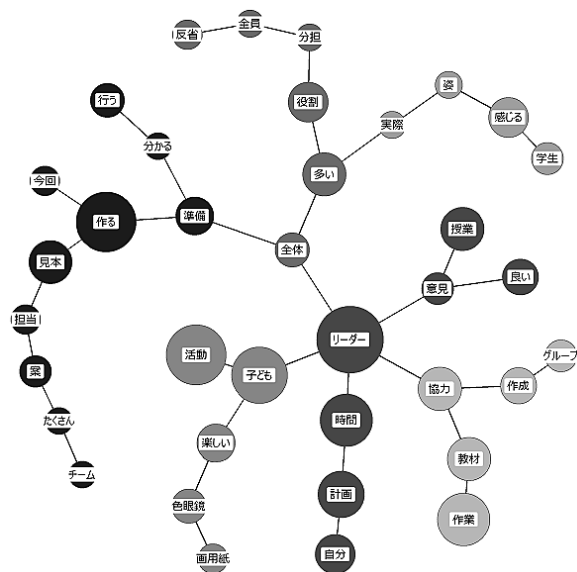 反省
全員
分担
行う
役割
姿
感じる
実際
学生
分かる
今回
多い
作る
準備
全体
授業
見本
意見
良い
担当
リーダー
活動
子ども
グループ
案
協力
作成
たくさん
時間
楽しい
教材
チーム
計画
色眼鏡
作業
自分
画用紙